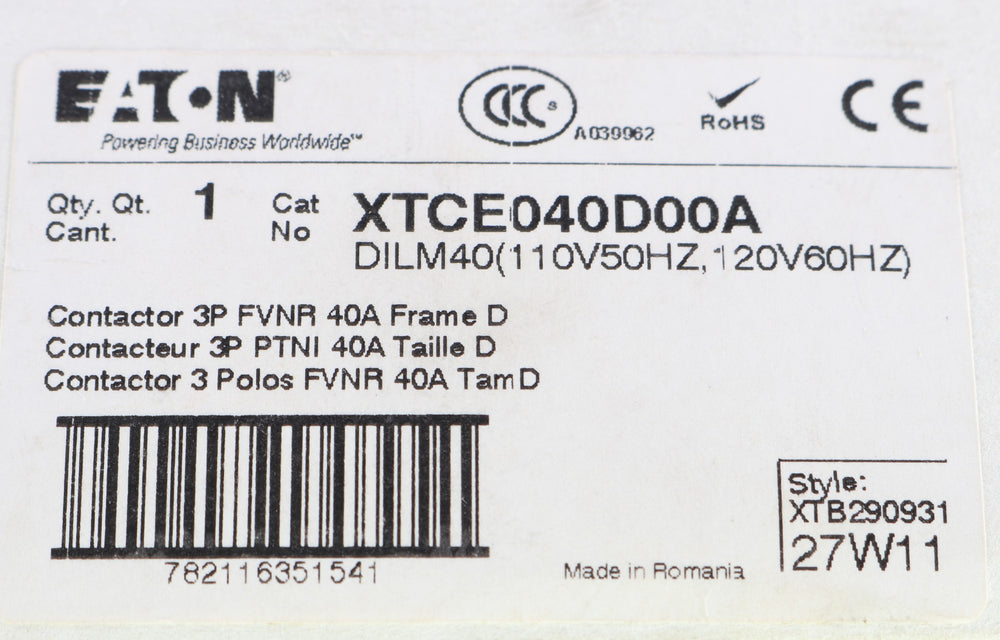 EATON®
Powering Business Worldwide™
CCC S
A039962
RoHS
CE
Qty. Qt. 1
Cant.
Cat
No
XTCE040D00A
DILM40(110V50HZ,120V60HZ)
Contactor 3P FVNR 40A Frame D
Contacteur 3P PTNI 40A Taille D
Contactor 3 Polos FVNR 40A Tam D
782116351541
Made in Romania
Style:
XTB290931
27W11